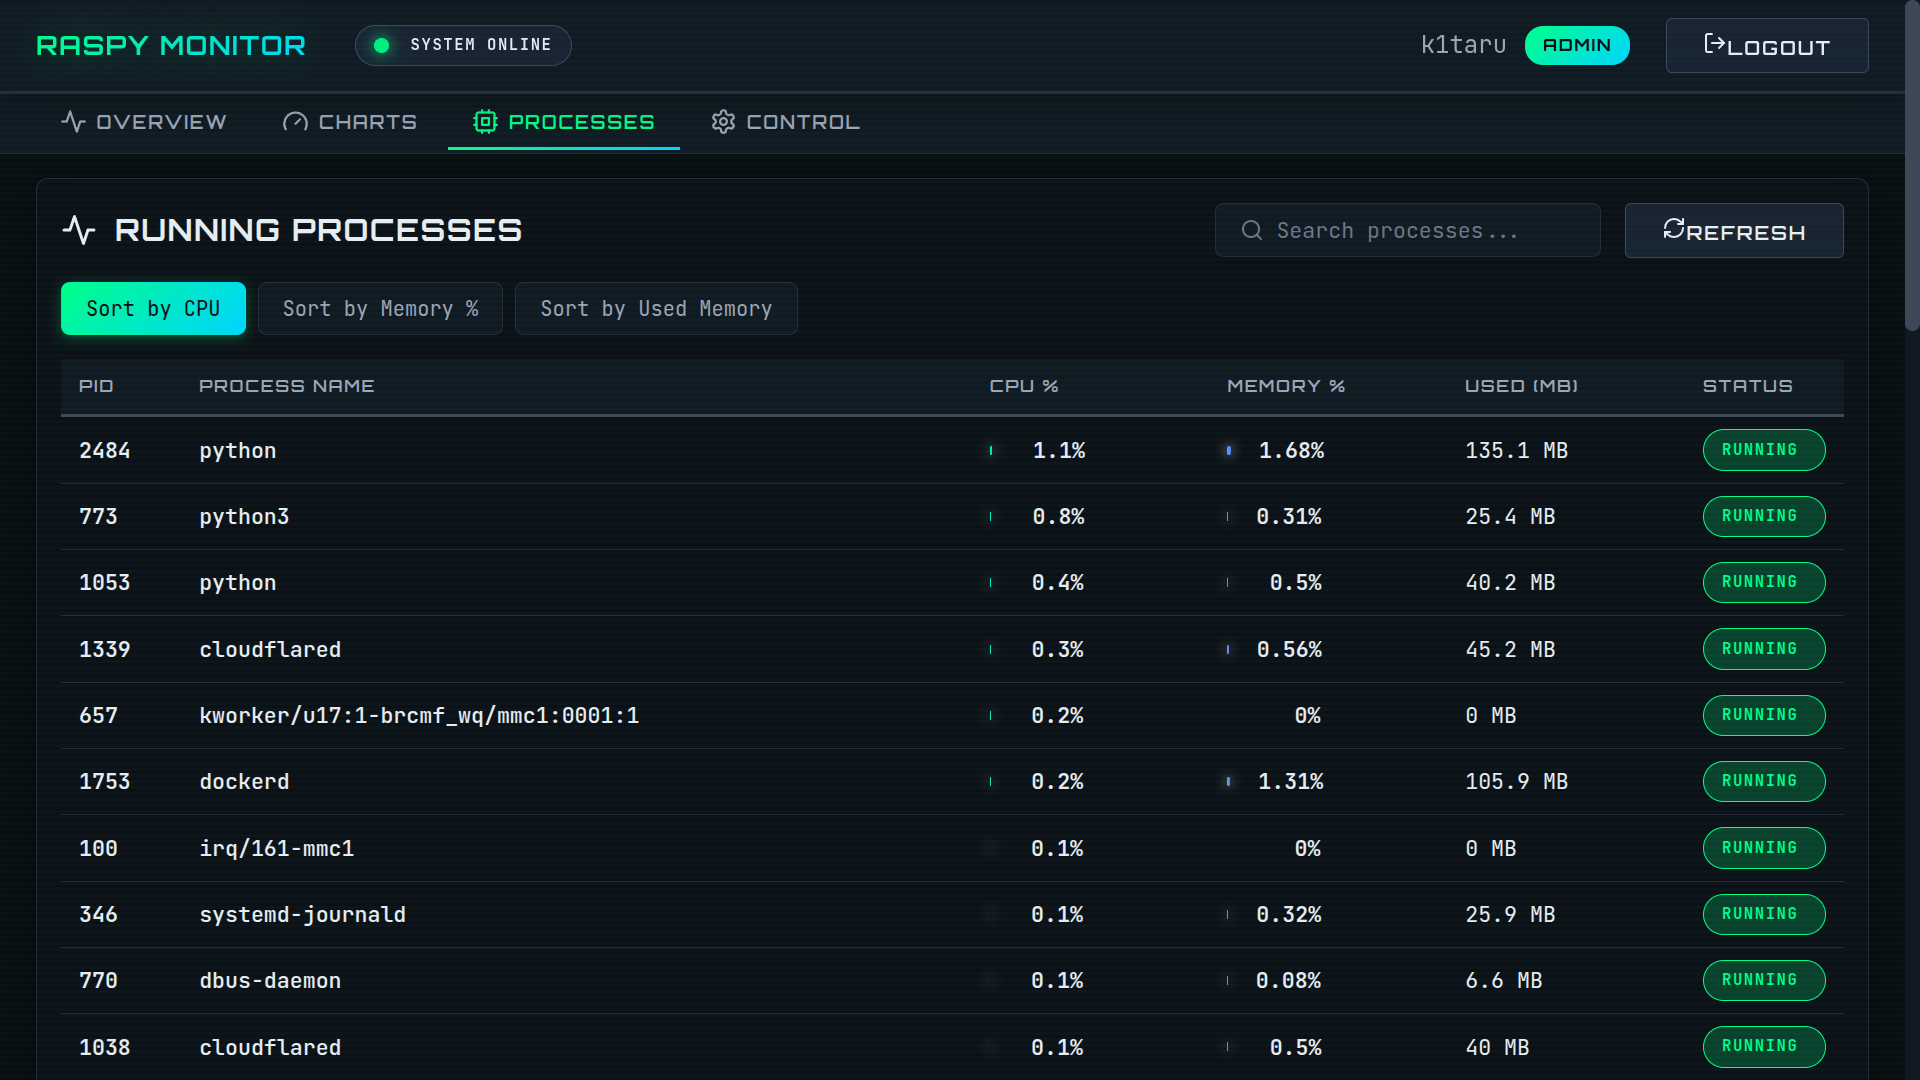 RASPY MONITOR
SYSTEM ONLINE
k1taru
ADMIN
LOGOUT
OVERVIEW
CHARTS
PROCESSES
CONTROL
RUNNING PROCESSES
Search processes...
REFRESH
Sort by CPU
Sort by Memory %
Sort by Used Memory
PID PROCESS NAME CPU % MEMORY % USED (MB) STATUS
2484 python 1.1% 1.68% 135.1 MB RUNNING
773 python3 0.8% 0.31% 25.4 MB RUNNING
1053 python 0.4% 0.5% 40.2 MB RUNNING
1339 cloudflared 0.3% 0.56% 45.2 MB RUNNING
657 kworker/u17:1-brcmf_wq/mmc1:0001:1 0.2% 0% 0 MB RUNNING
1753 dockerd 0.2% 1.31% 105.9 MB RUNNING
100 irq/161-mmc1 0.1% 0% 0 MB RUNNING
346 systemd-journald 0.1% 0.32% 25.9 MB RUNNING
770 dbus-daemon 0.1% 0.08% 6.6 MB RUNNING
1038 cloudflared 0.1% 0.5% 40 MB RUNNING